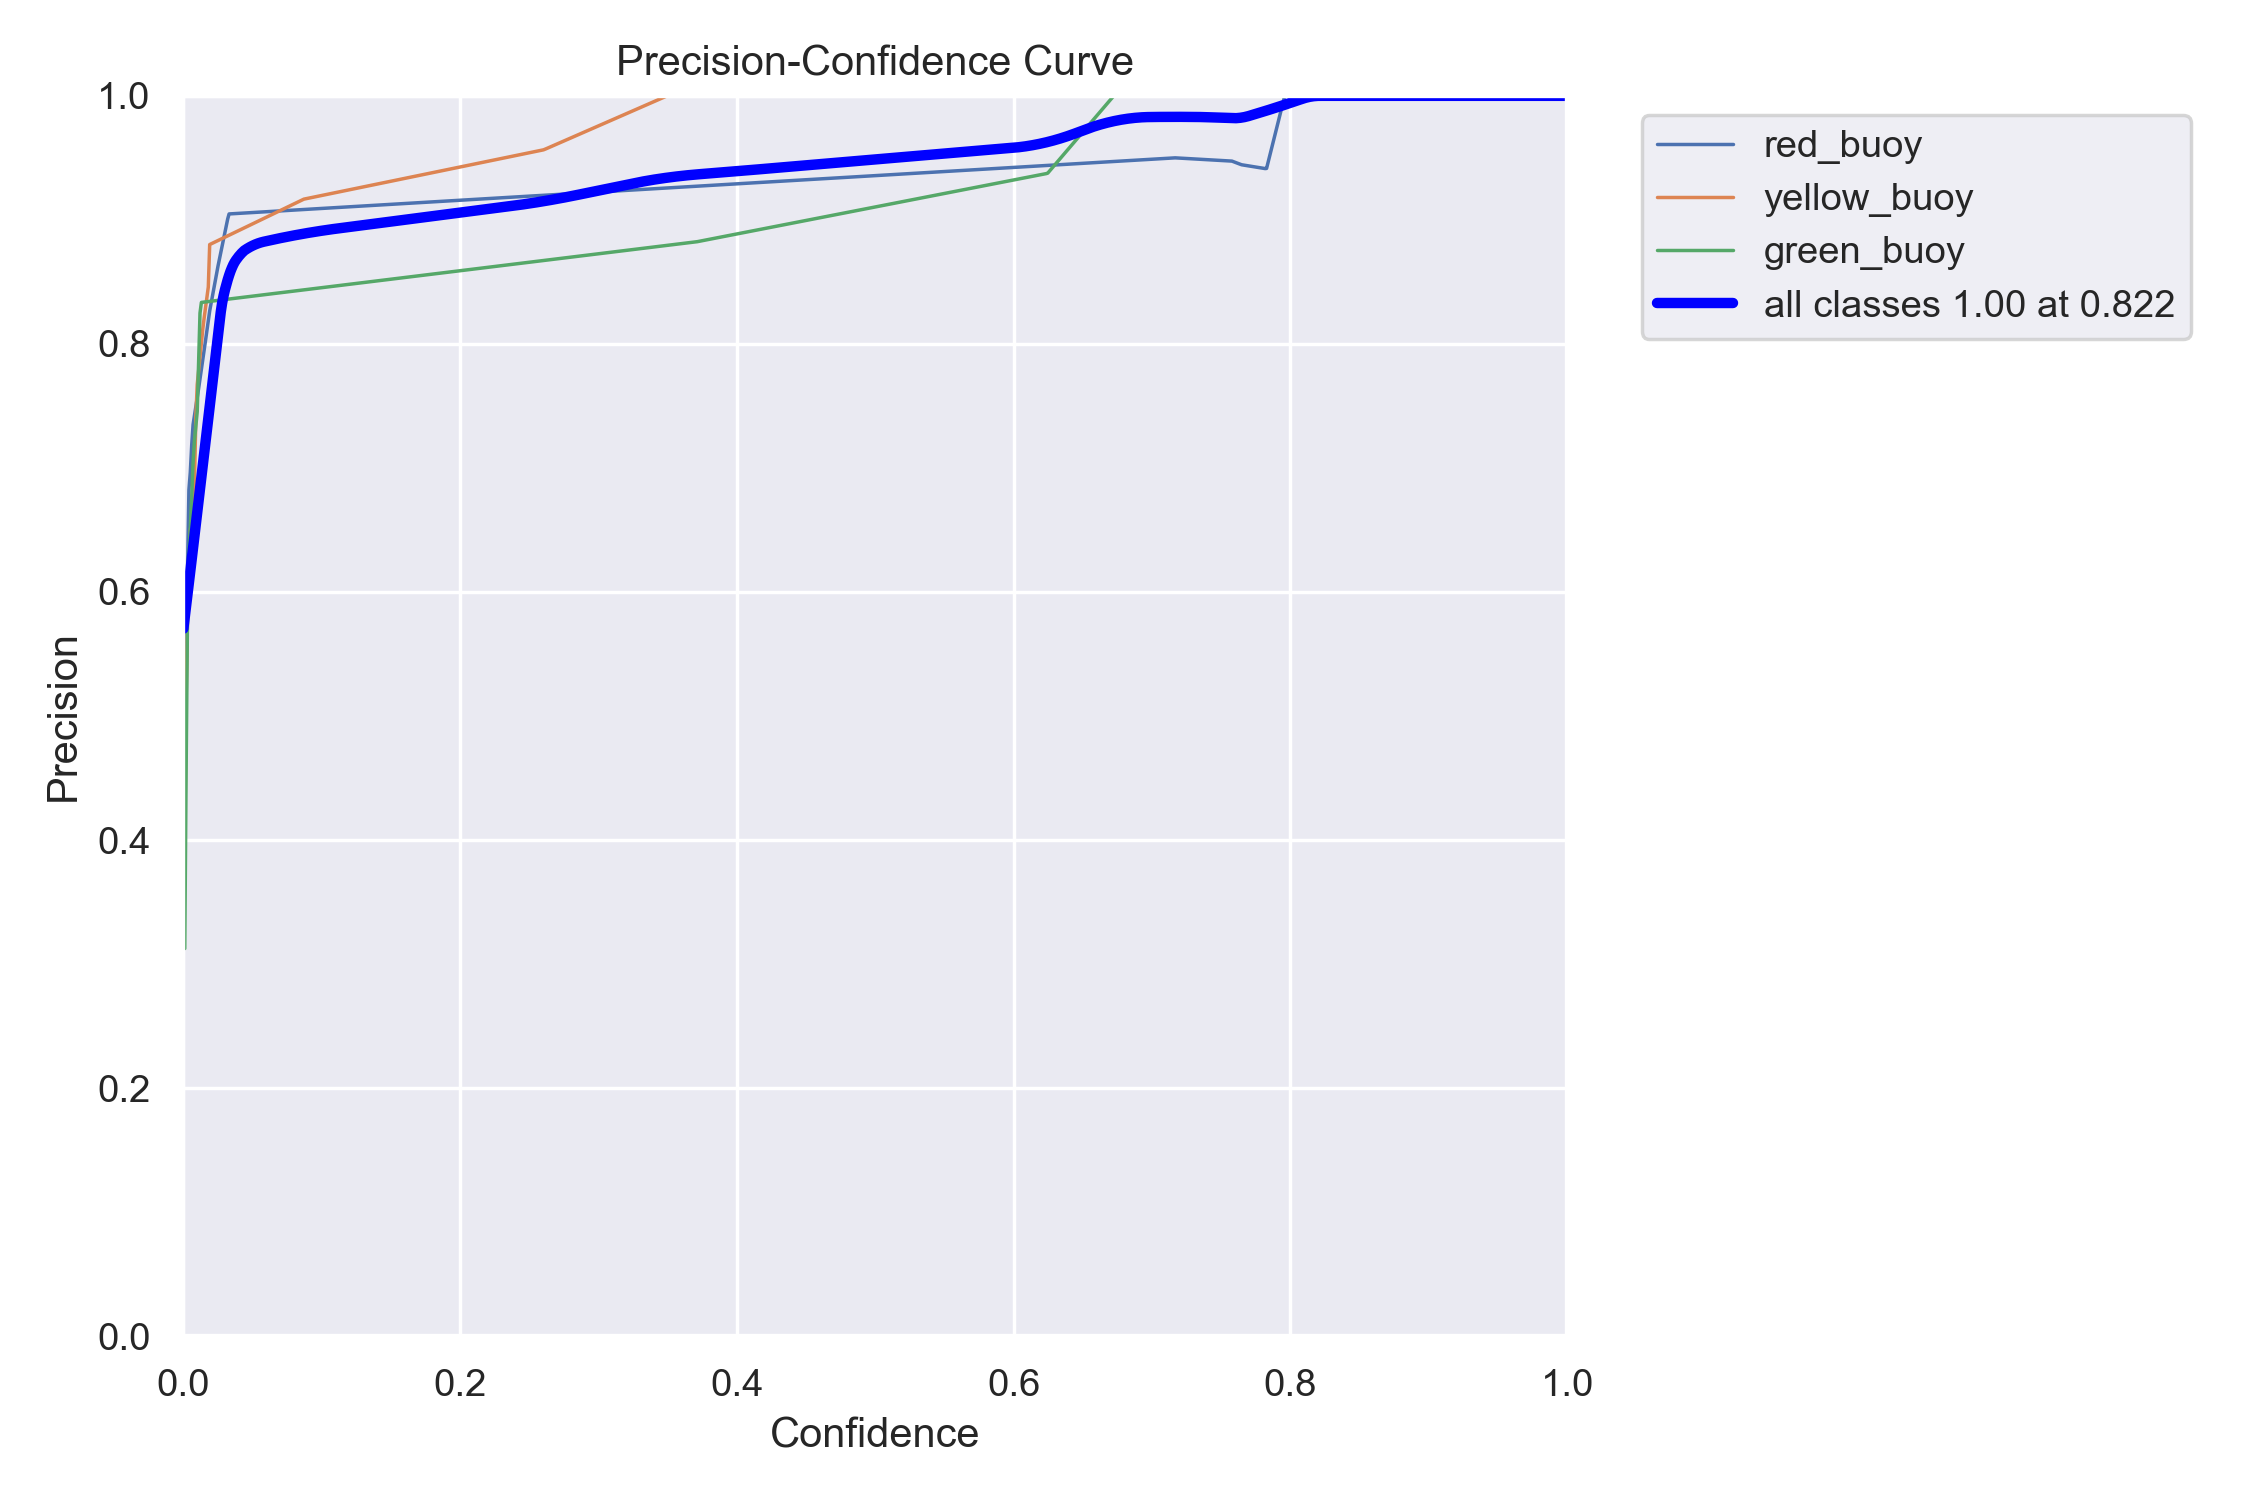 Precision-Confidence Curve
1.0
0.8
0.6
0.4
0.2
0.0
Precision
0.0 0.2 0.4 0.6 0.8 1.0
Confidence
red_buoy
yellow_buoy
green_buoy
all classes 1.00 at 0.822